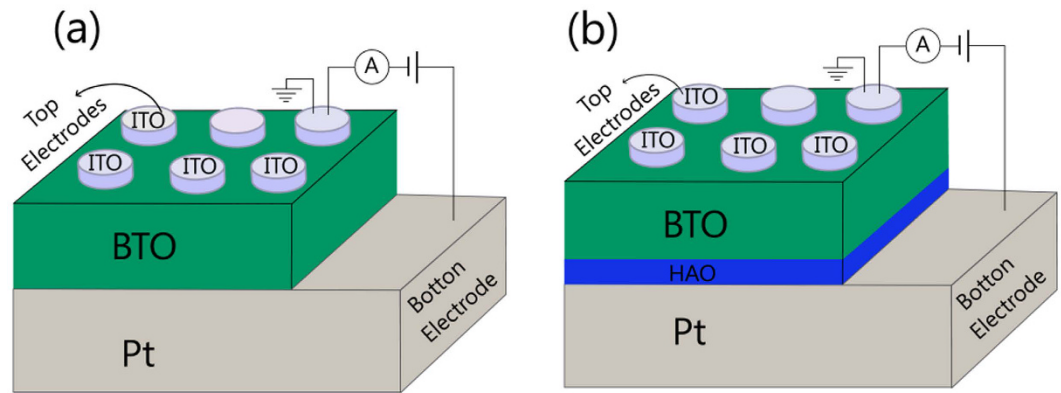 (a)
A
Top
Electrodes
ITO
ITO
ITO
ITO
BTO
Botton
Electrode
Pt
(b)
A
Top
Electrodes
ITO
ITO
ITO
ITO
BTO
HAO
Botton
Electrode
Pt